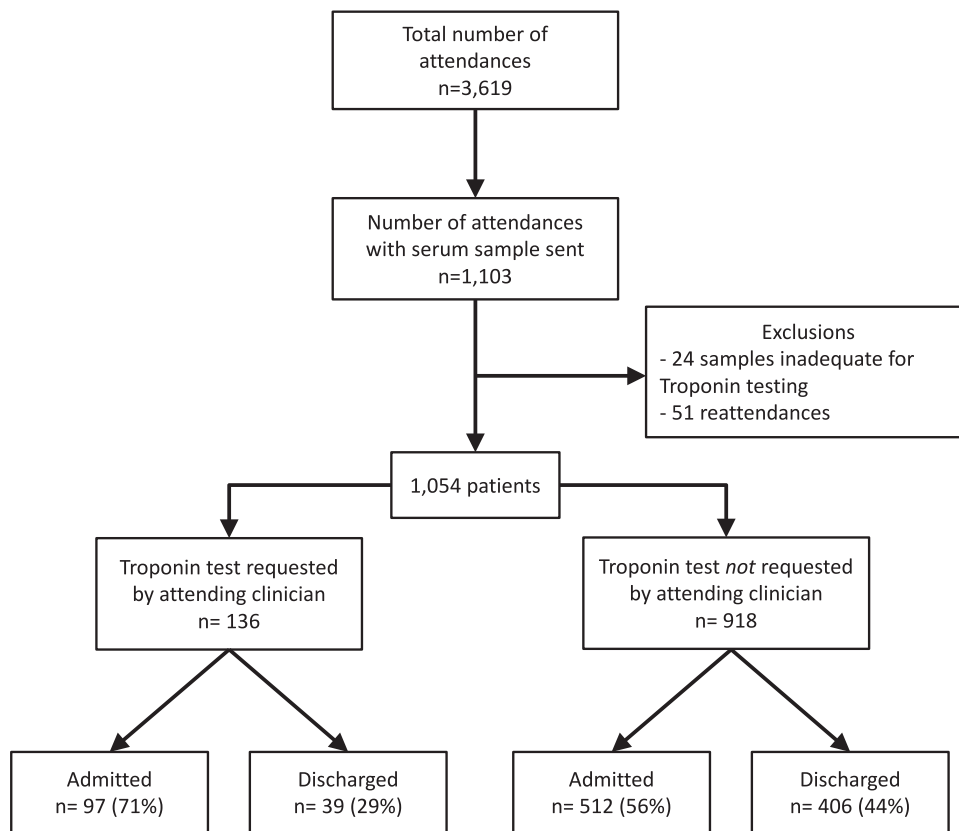 Total number of
attendances
n=3,619
Number of attendances
with serum sample sent
n=1,103
Exclusions
- 24 samples inadequate for
Troponin testing
- 51 reattendances
1,054 patients
Troponin test requested
by attending clinician
n= 136
Troponin test not requested
by attending clinician
n= 918
Admitted
n= 97 (71%)
Discharged
n= 39 (29%)
Admitted
n= 512 (56%)
Discharged
n= 406 (44%)